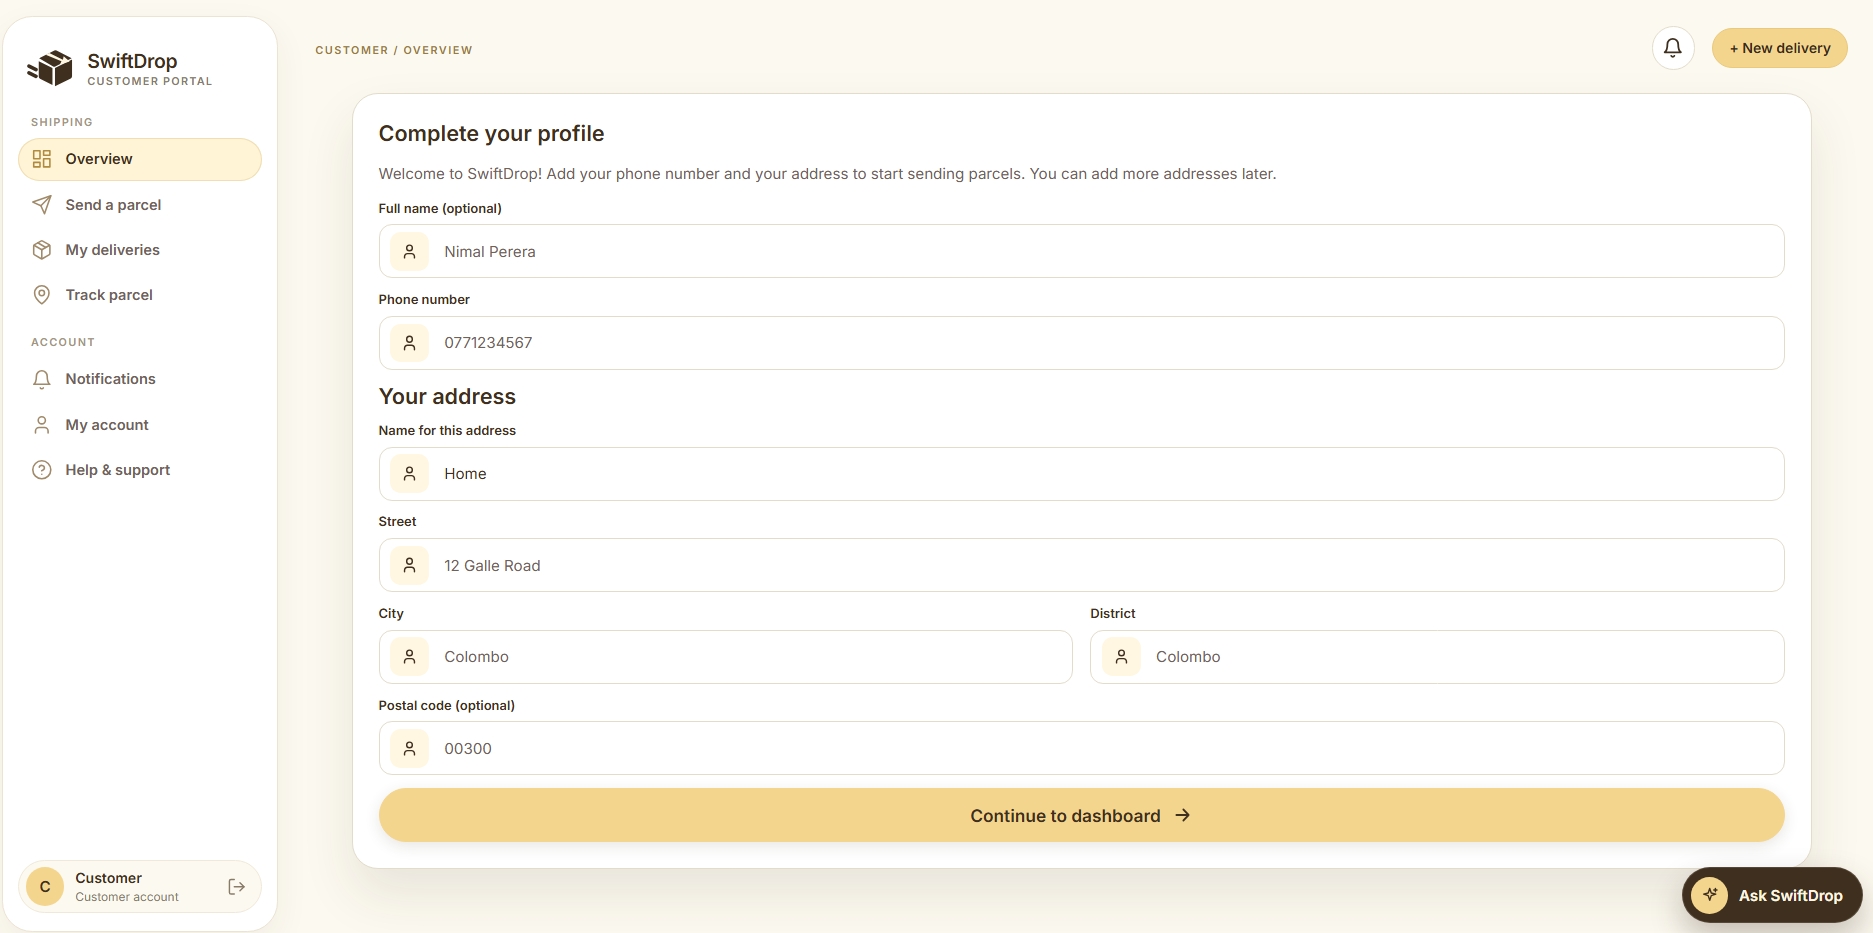 SwiftDrop
CUSTOMER PORTAL
SHIPPING
Overview
Send a parcel
My deliveries
Track parcel
ACCOUNT
Notifications
My account
Help & support
C
Customer
Customer account
CUSTOMER / OVERVIEW
+ New delivery
Complete your profile
Welcome to SwiftDrop! Add your phone number and your address to start sending parcels. You can add more addresses later.
Full name (optional)
Nimal Perera
Phone number
0771234567
Your address
Name for this address
Home
Street
12 Galle Road
City
Colombo
District
Colombo
Postal code (optional)
00300
Continue to dashboard →
Ask SwiftDrop